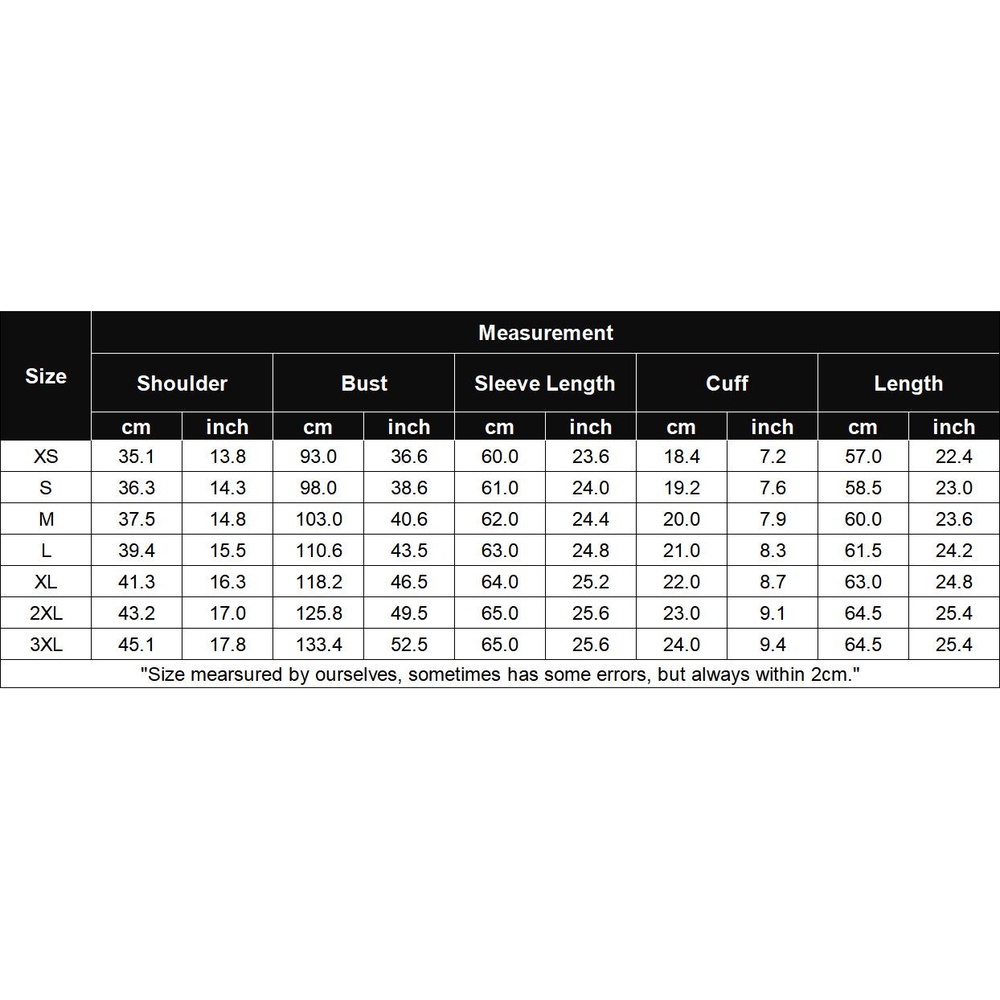 Size Measurement
Shoulder Bust Sleeve Length Cuff Length
cm inch cm inch cm inch cm inch cm inch
XS 35.1 13.8 93.0 36.6 60.0 23.6 18.4 7.2 57.0 22.4
S 36.3 14.3 98.0 38.6 61.0 24.0 19.2 7.6 58.5 23.0
M 37.5 14.8 103.0 40.6 62.0 24.4 20.0 7.9 60.0 23.6
L 39.4 15.5 110.6 43.5 63.0 24.8 21.0 8.3 61.5 24.2
XL 41.3 16.3 118.2 46.5 64.0 25.2 22.0 8.7 63.0 24.8
2XL 43.2 17.0 125.8 49.5 65.0 25.6 23.0 9.1 64.5 25.4
3XL 45.1 17.8 133.4 52.5 65.0 25.6 24.0 9.4 64.5 25.4
"Size mearsured by ourselves, sometimes has some errors, but always within 2cm."